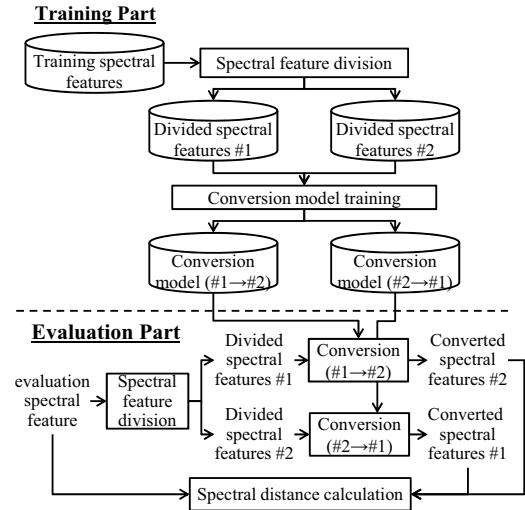 Training Part
Training spectral
features
Spectral feature division
Divided spectral
features #1
Divided spectral
features #2
Conversion model training
Conversion
model (#1→#2)
Conversion
model (#2→#1)
Evaluation Part
evaluation
spectral
feature
Spectral
feature
division
Divided
spectral
features #1
Conversion
(#1→#2)
Converted
spectral
features #2
Divided
spectral
features #2
Conversion
(#2→#1)
Converted
spectral
features #1
Spectral distance calculation